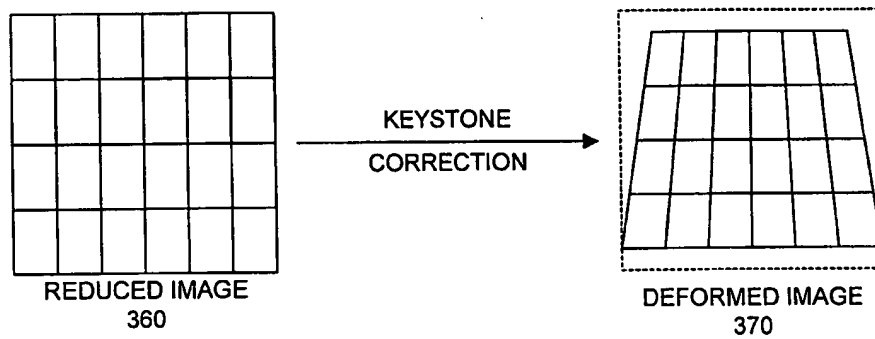 KEYSTONE
CORRECTION
REDUCED IMAGE
360
DEFORMED IMAGE
370